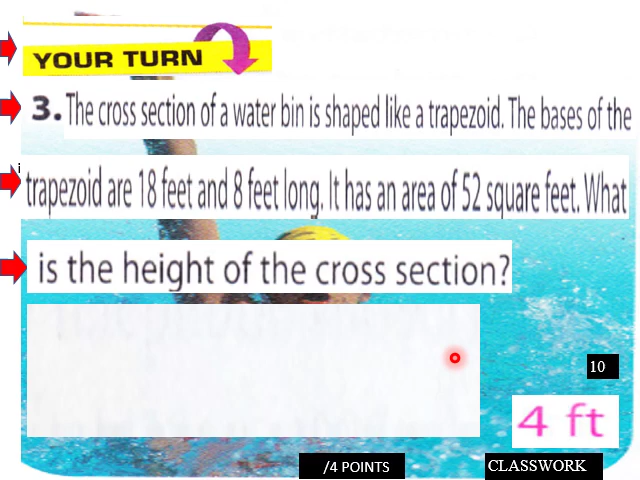 YOUR TURN
3. The cross section of a water bin is shaped like a trapezoid. The bases of the
trapezoid are 18 feet and 8 feet long. It has an area of 52 square feet. What
is the height of the cross section?
10
4 ft
/4 POINTS
CLASSWORK